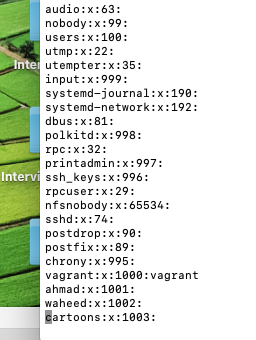 audio:x:63:
nobody:x:99:
users:x:100:
utmp:x:22:
utempter:x:35:
input:x:999:
systemd-journal:x:190:
systemd-network:x:192:
dbus:x:81:
polkitd:x:998:
rpc:x:32:
printadmin:x:997:
ssh_keys:x:996:
rpcuser:x:29:
nfsnobody:x:65534:
sshd:x:74:
postdrop:x:90:
postfix:x:89:
chrony:x:995:
vagrant:x:1000:vagrant
ahmad:x:1001:
waheed:x:1002:
cartoons:x:1003:
Inte
Intervi